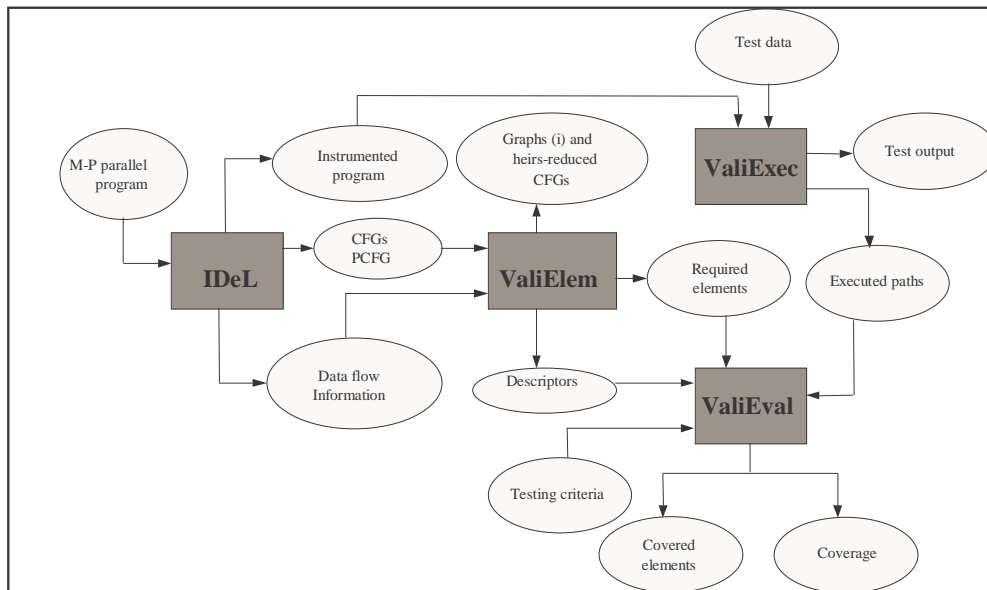 Test data
M-P parallel
program
Instrumented
program
Graphs (i) and
heirs-reduced
CFGs
ValiExec
Test output
IDeL
CFGs
PCFG
ValiElem
Required
elements
Executed paths
Data flow
Information
Descriptors
ValiEval
Testing criteria
Covered
elements
Coverage